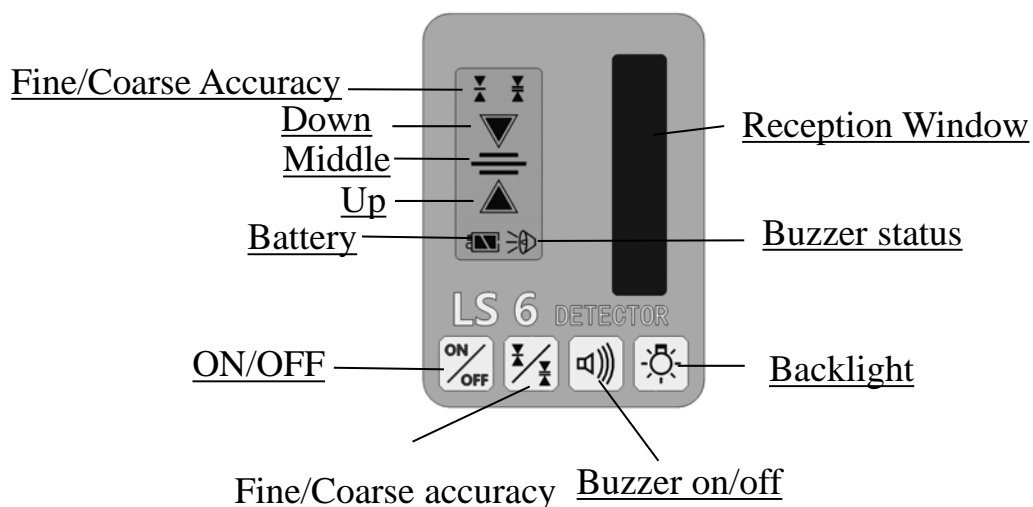 Fine/Coarse Accuracy
Down
Middle
Up
Battery
Reception Window
Buzzer status
LS 6 DETECTOR
ON/OFF
ON
OFF
Backlight
Fine/Coarse accuracy
Buzzer on/off